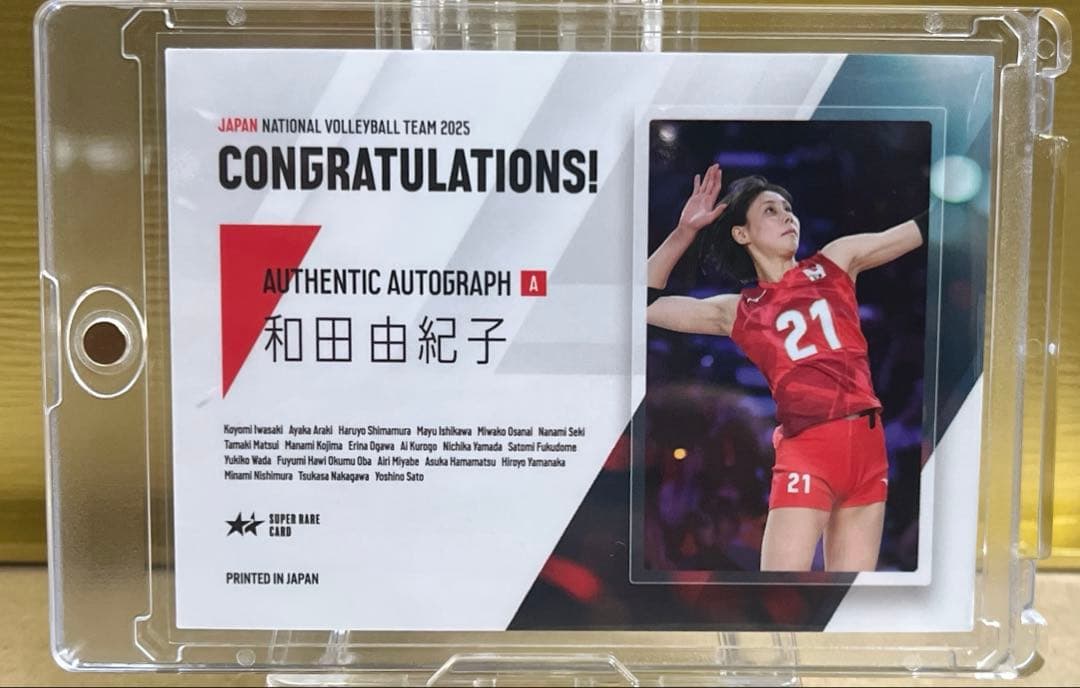 JAPAN NATIONAL VOLLEYBALL TEAM 2025
CONGRATULATIONS!
AUTHENTIC AUTOGRAPH A
和田 由紀子
Koyomi Iwasaki Ayaka Araki Haruyo Shimamura Mayu Ishikawa Miwako Osanai Nanami Seki
Tamaki Matsui Manami Kojima Erina Ogawa Ai Kurogo Nichika Yamada Satomi Fukudome
Yukiko Wada Fuyumi Hawi Okumu Oba Airi Miyabe Asuka Hamamatsu Hiroyo Yamanaka
Minami Nishimura Tsukasa Nakagawa Yoshino Sato
SUPER RARE
CARD
PRINTED IN JAPAN
21
21